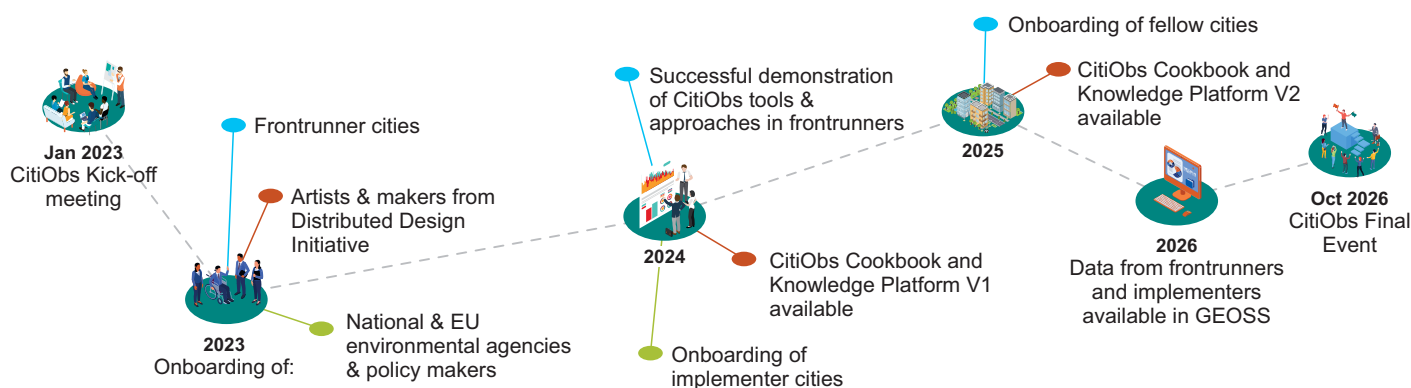 Jan 2023
CitiObs Kick-off
meeting
Frontrunner cities
Artists & makers from
Distributed Design
Initiative
2023
Onboarding of:
National & EU
environmental agencies
& policy makers
Successful demonstration
of CitiObs tools &
approaches in frontrunners
2024
CitiObs Cookbook and
Knowledge Platform V1
available
Onboarding of
implementer cities
Onboarding of fellow cities
CitiObs Cookbook and
Knowledge Platform V2
available
2025
2026
Data from frontrunners
and implementers
available in GEOSS
Oct 2026
CitiObs Final
Event